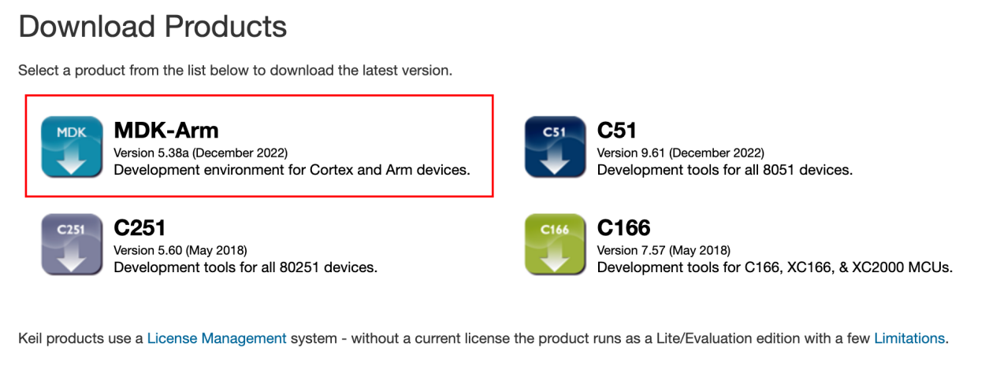 Download Products
Select a product from the list below to download the latest version.
MDK
MDK-Arm
Version 5.38a (December 2022)
Development environment for Cortex and Arm devices.
C51
C51
Version 9.61 (December 2022)
Development tools for all 8051 devices.
C251
C251
Version 5.60 (May 2018)
Development tools for all 80251 devices.
C166
C166
Version 7.57 (May 2018)
Development tools for C166, XC166, & XC2000 MCUs.
Keil products use a License Management system - without a current license the product runs as a Lite/Evaluation edition with a few Limitations.